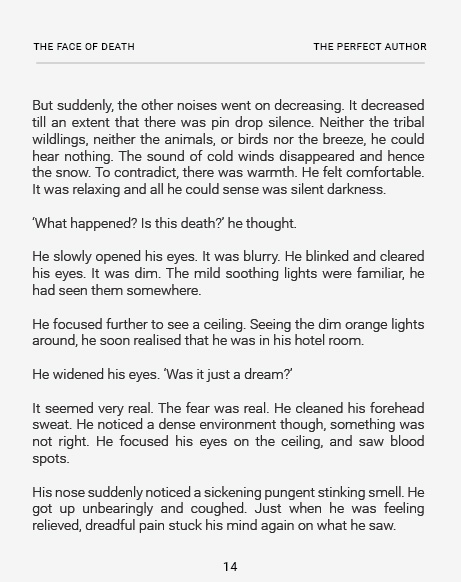 THE FACE OF DEATH THE PERFECT AUTHOR
But suddenly, the other noises went on decreasing. It decreased
till an extent that there was pin drop silence. Neither the tribal
wildlings, neither the animals, or birds nor the breeze, he could
hear nothing. The sound of cold winds disappeared and hence
the snow. To contradict, there was warmth. He felt comfortable.
It was relaxing and all he could sense was silent darkness.
‘What happened? Is this death?’ he thought.
He slowly opened his eyes. It was blurry. He blinked and cleared
his eyes. It was dim. The mild soothing lights were familiar, he
had seen them somewhere.
He focused further to see a ceiling. Seeing the dim orange lights
around, he soon realised that he was in his hotel room.
He widened his eyes. ‘Was it just a dream?’
It seemed very real. The fear was real. He cleaned his forehead
sweat. He noticed a dense environment though, something was
not right. He focused his eyes on the ceiling, and saw blood
spots.
His nose suddenly noticed a sickening pungent stinking smell. He
got up unbearingly and coughed. Just when he was feeling
relieved, dreadful pain stuck his mind again on what he saw.
14